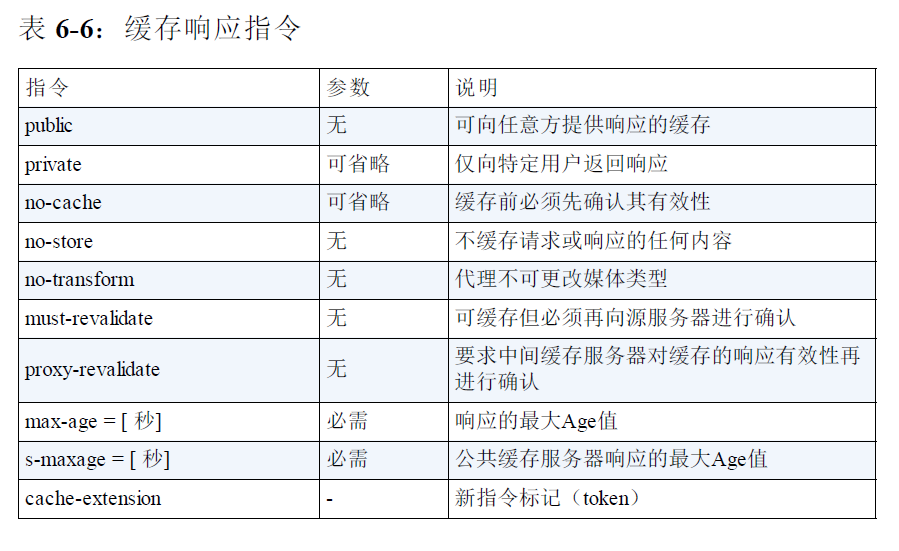 表 6-6：缓存响应指令
指令 参数 说明
public 无 可向任意方提供响应的缓存
private 可省略 仅向特定用户返回响应
no-cache 可省略 缓存前必须先确认其有效性
no-store 无 不缓存请求或响应的任何内容
no-transform 无 代理不可更改媒体类型
must-revalidate 无 可缓存但必须再向源服务器进行确认
proxy-revalidate 无 要求中间缓存服务器对缓存的响应有效性再
进行确认
max-age = [ 秒] 必需 响应的最大Age值
s-maxage = [ 秒] 必需 公共缓存服务器响应的最大Age值
cache-extension - 新指令标记（token）